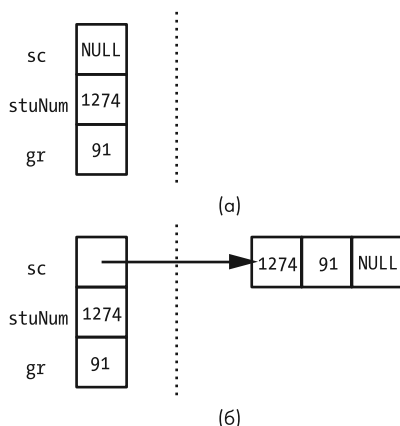 sc NULL
stuNum 1274
gr 91
(а)
sc 1274 91 NULL
stuNum 1274
gr 91
(б)